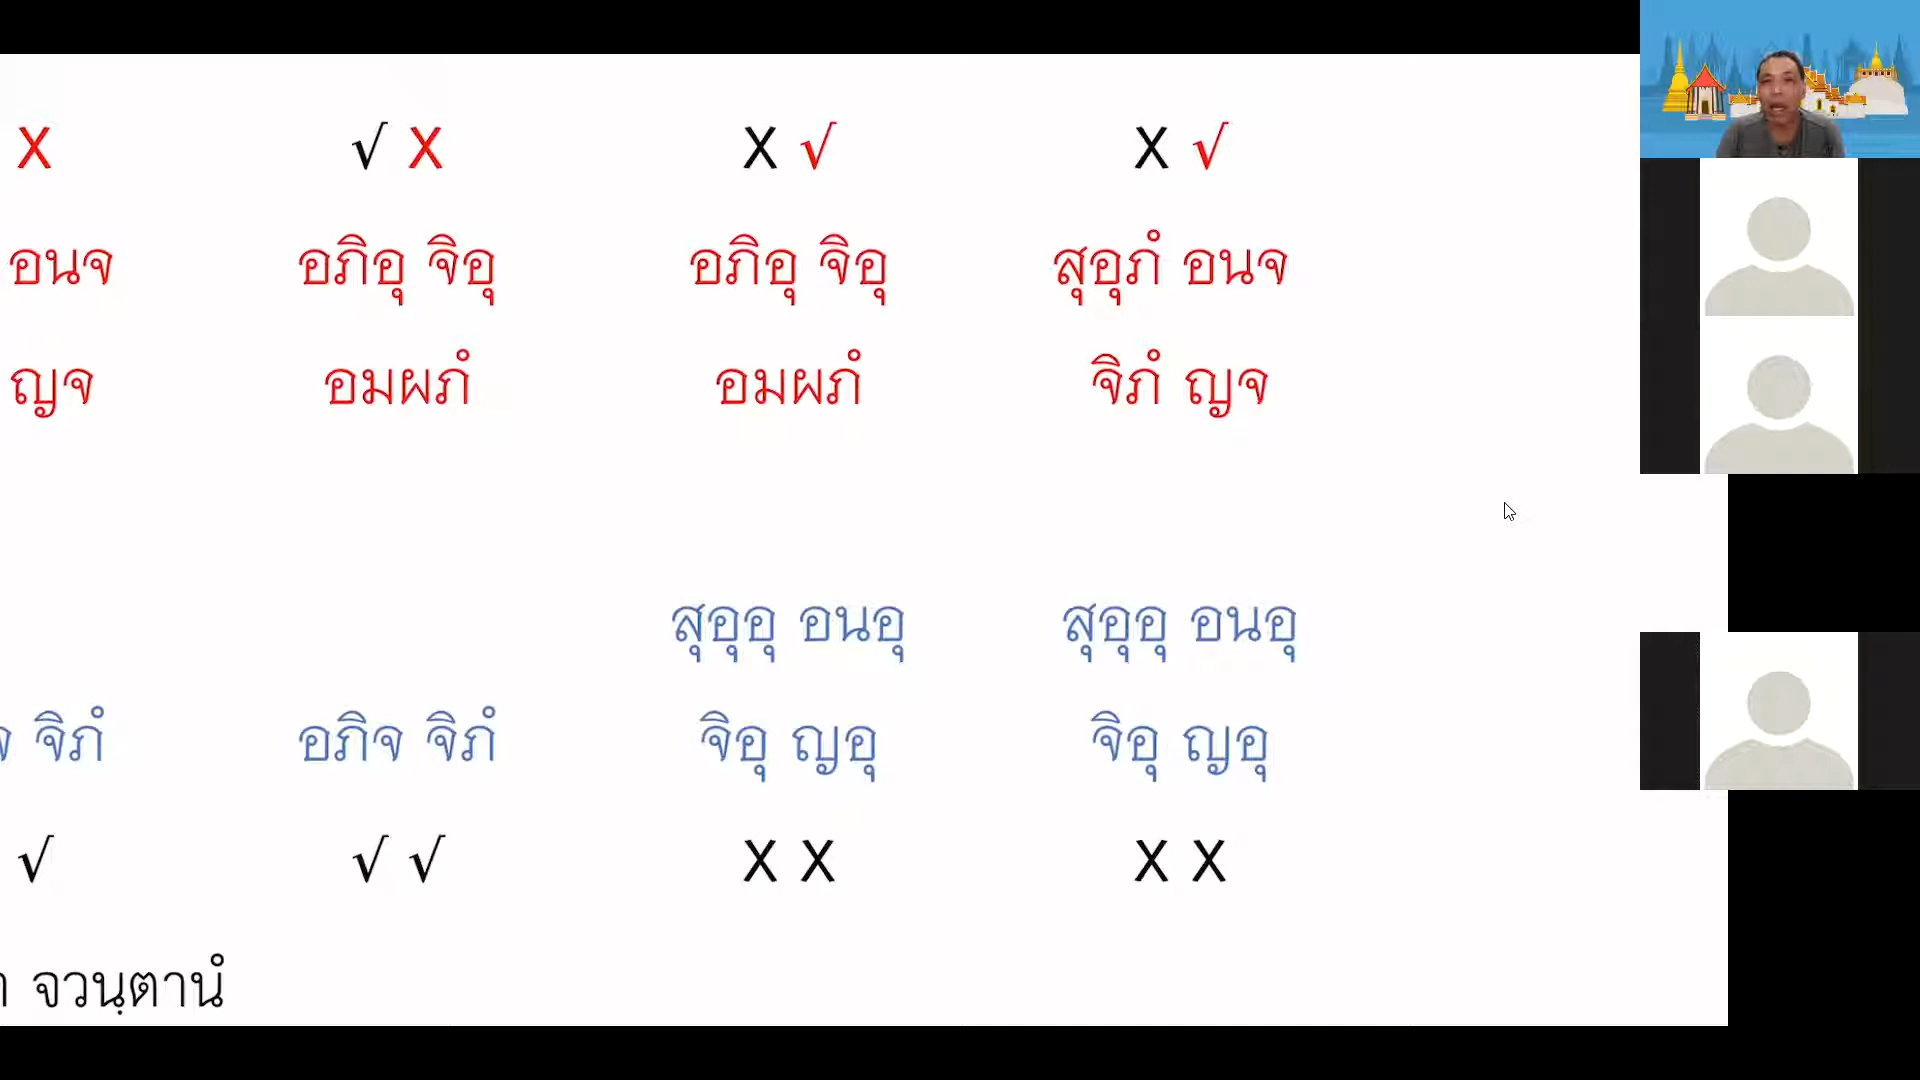 X √ X X √ X √
อนจ อภิอุ จิอุ อภิอุ จิอุ สุอุภํ อนจ
ญจ อมผภํ อมผภํ จิภํ ญจ
สุอุอุ อนอุ สุอุอุ อนอุ
จิภํ อภิจ จิภํ จิอุ ญอุ จิอุ ญอุ
√ √ √ X X X X
จวนฺตานํ